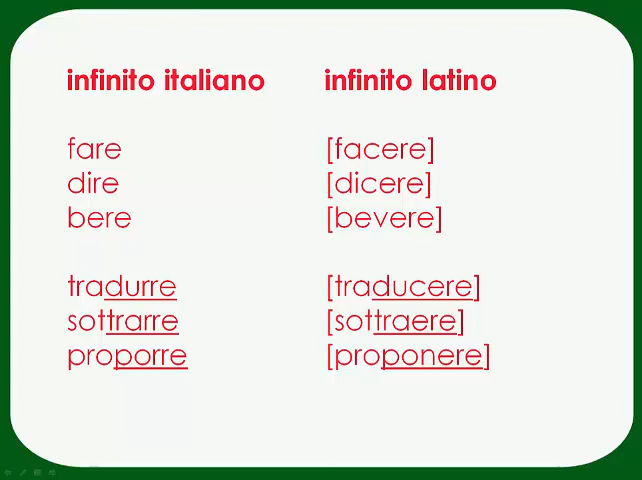 infinito italiano infinito latino
fare [facere]
dire [dicere]
bere [bevere]
tradurre [traducere]
sottrarre [sottraere]
proporre [proponere]